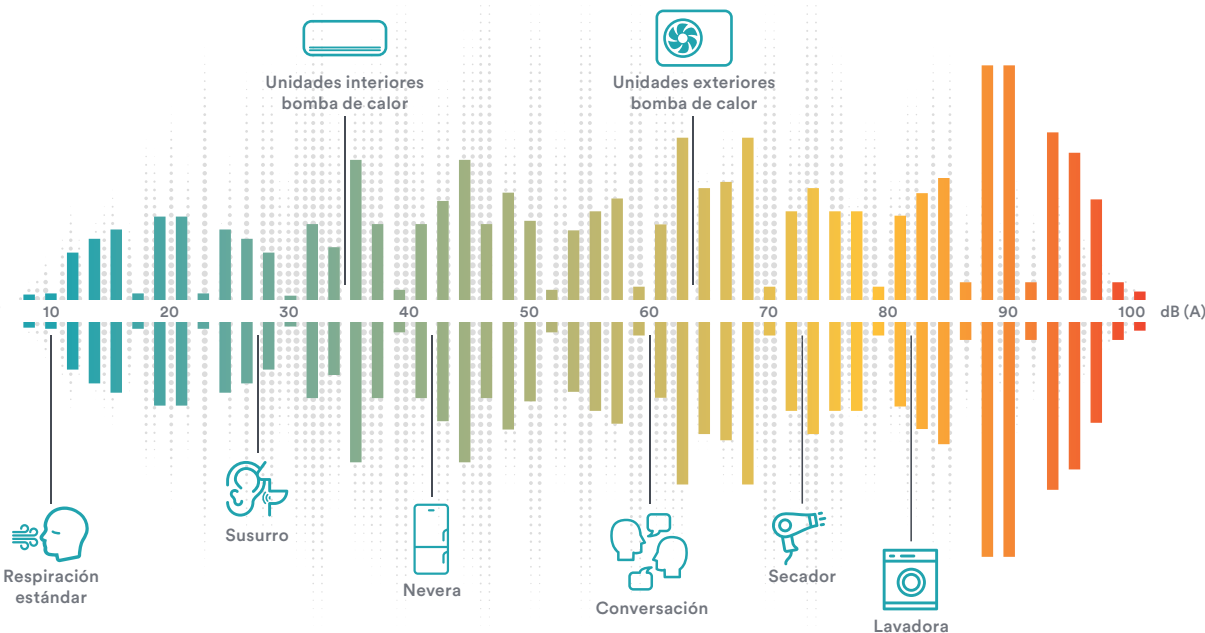 Unidades interiores
bomba de calor
Unidades exteriores
bomba de calor
10 20 30 40 50 60 70 80 90 100 dB (A)
Respiración
estándar
Susurro
Nevera
Conversación
Secador
Lavadora